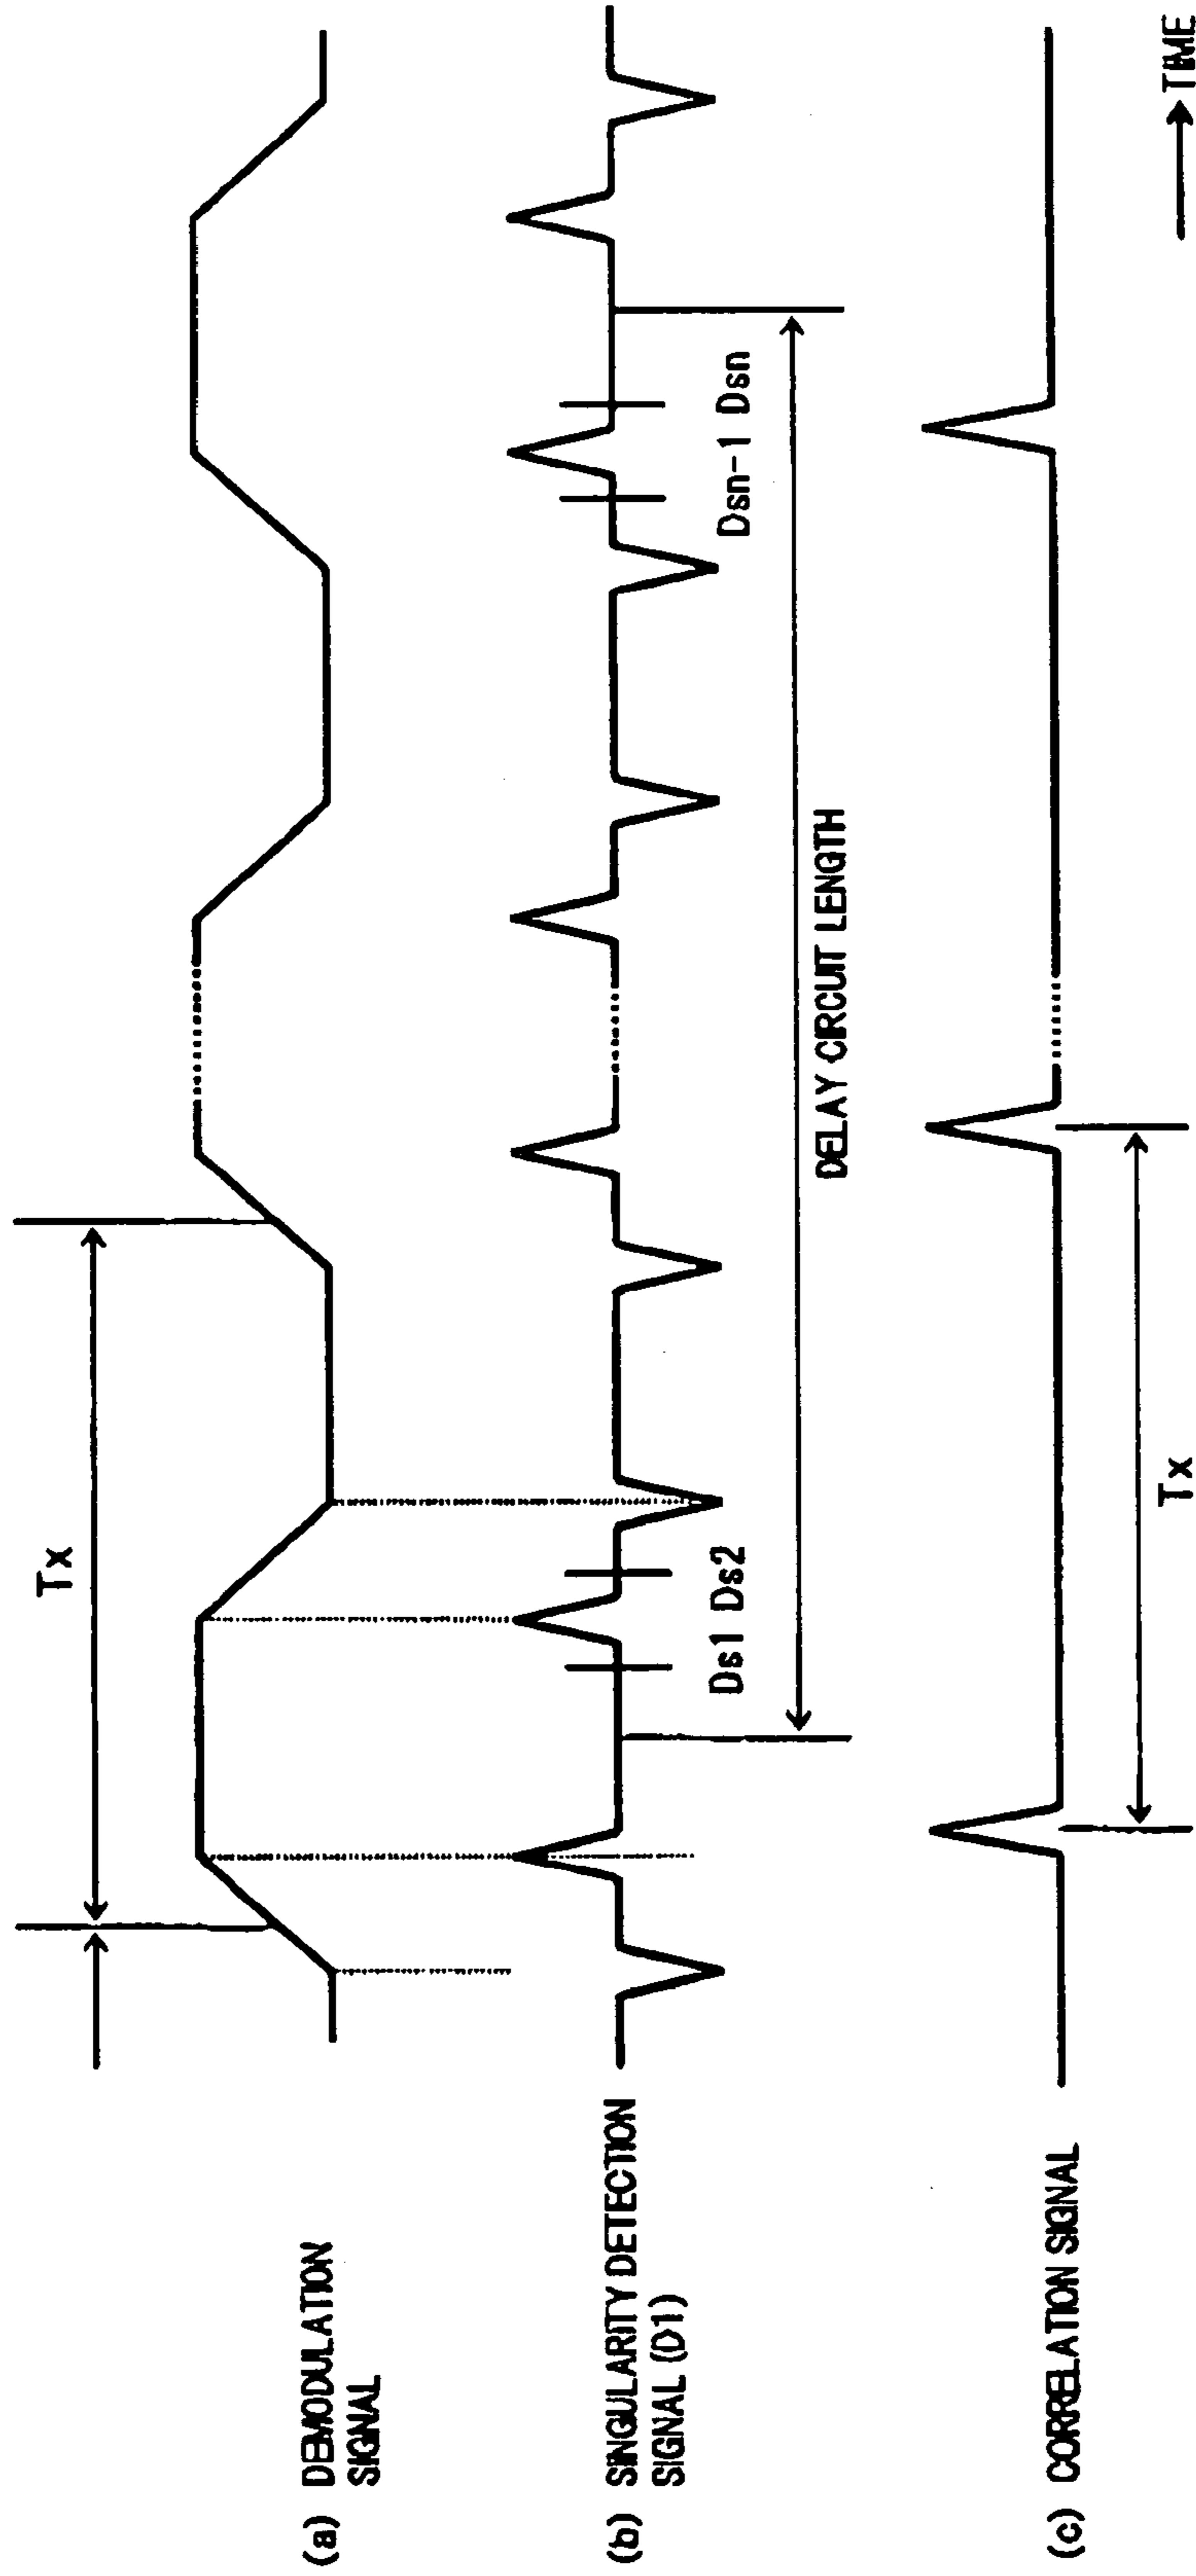 Tx
(a) DEMODULATION
SIGNAL
(b) SINGULARITY DETECTION
SIGNAL (D1)
Ds1 Ds2
Dsn-1 Dsn
DELAY CIRCUIT LENGTH
(c) CORRELATION SIGNAL
Tx
TIME